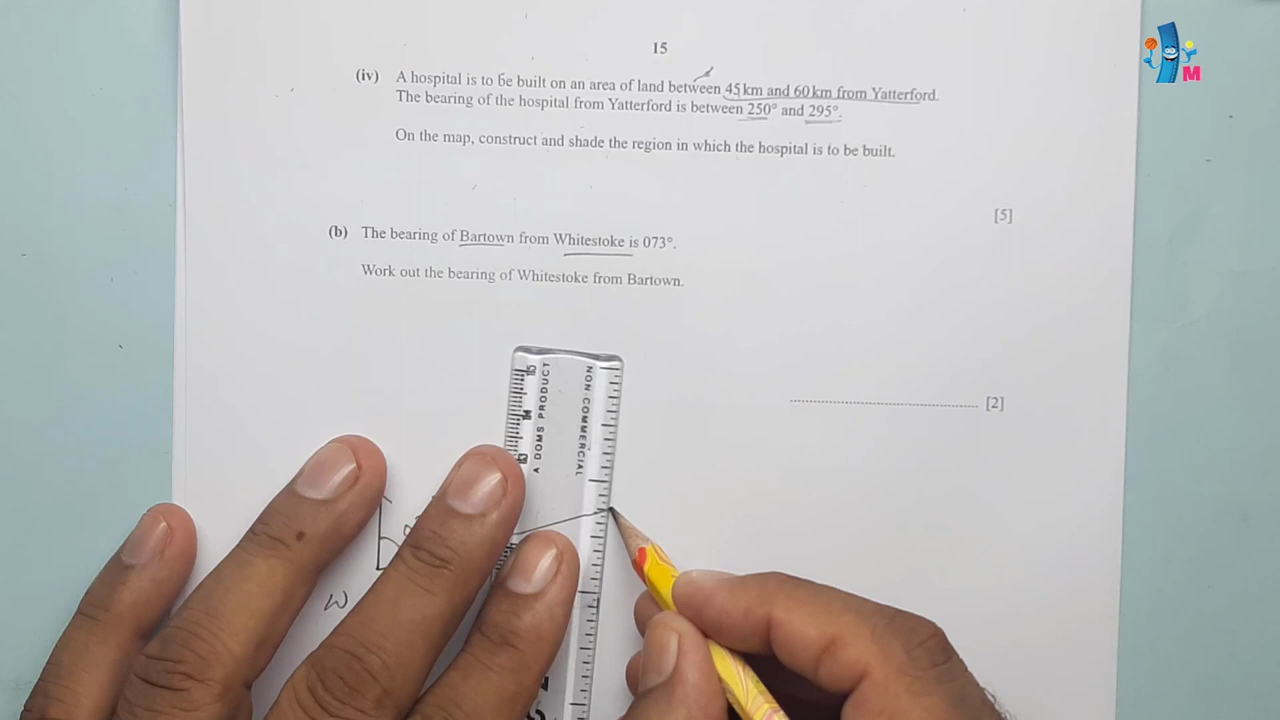 15
(iv) A hospital is to be built on an area of land between 45 km and 60 km from Yatterford.
The bearing of the hospital from Yatterford is between 250° and 295°.
On the map, construct and shade the region in which the hospital is to be built.
[5]
(b) The bearing of Bartown from Whitestoke is 073°.
Work out the bearing of Whitestoke from Bartown.
[2]
15
14
13
A DOMS PRODUCT
NON-COMMERCIAL
W
M